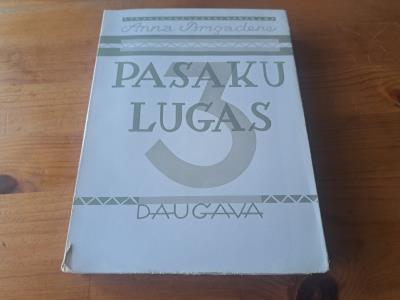 Anna Brigadere
3
PASAKU
LUGAS
DAUGAVA